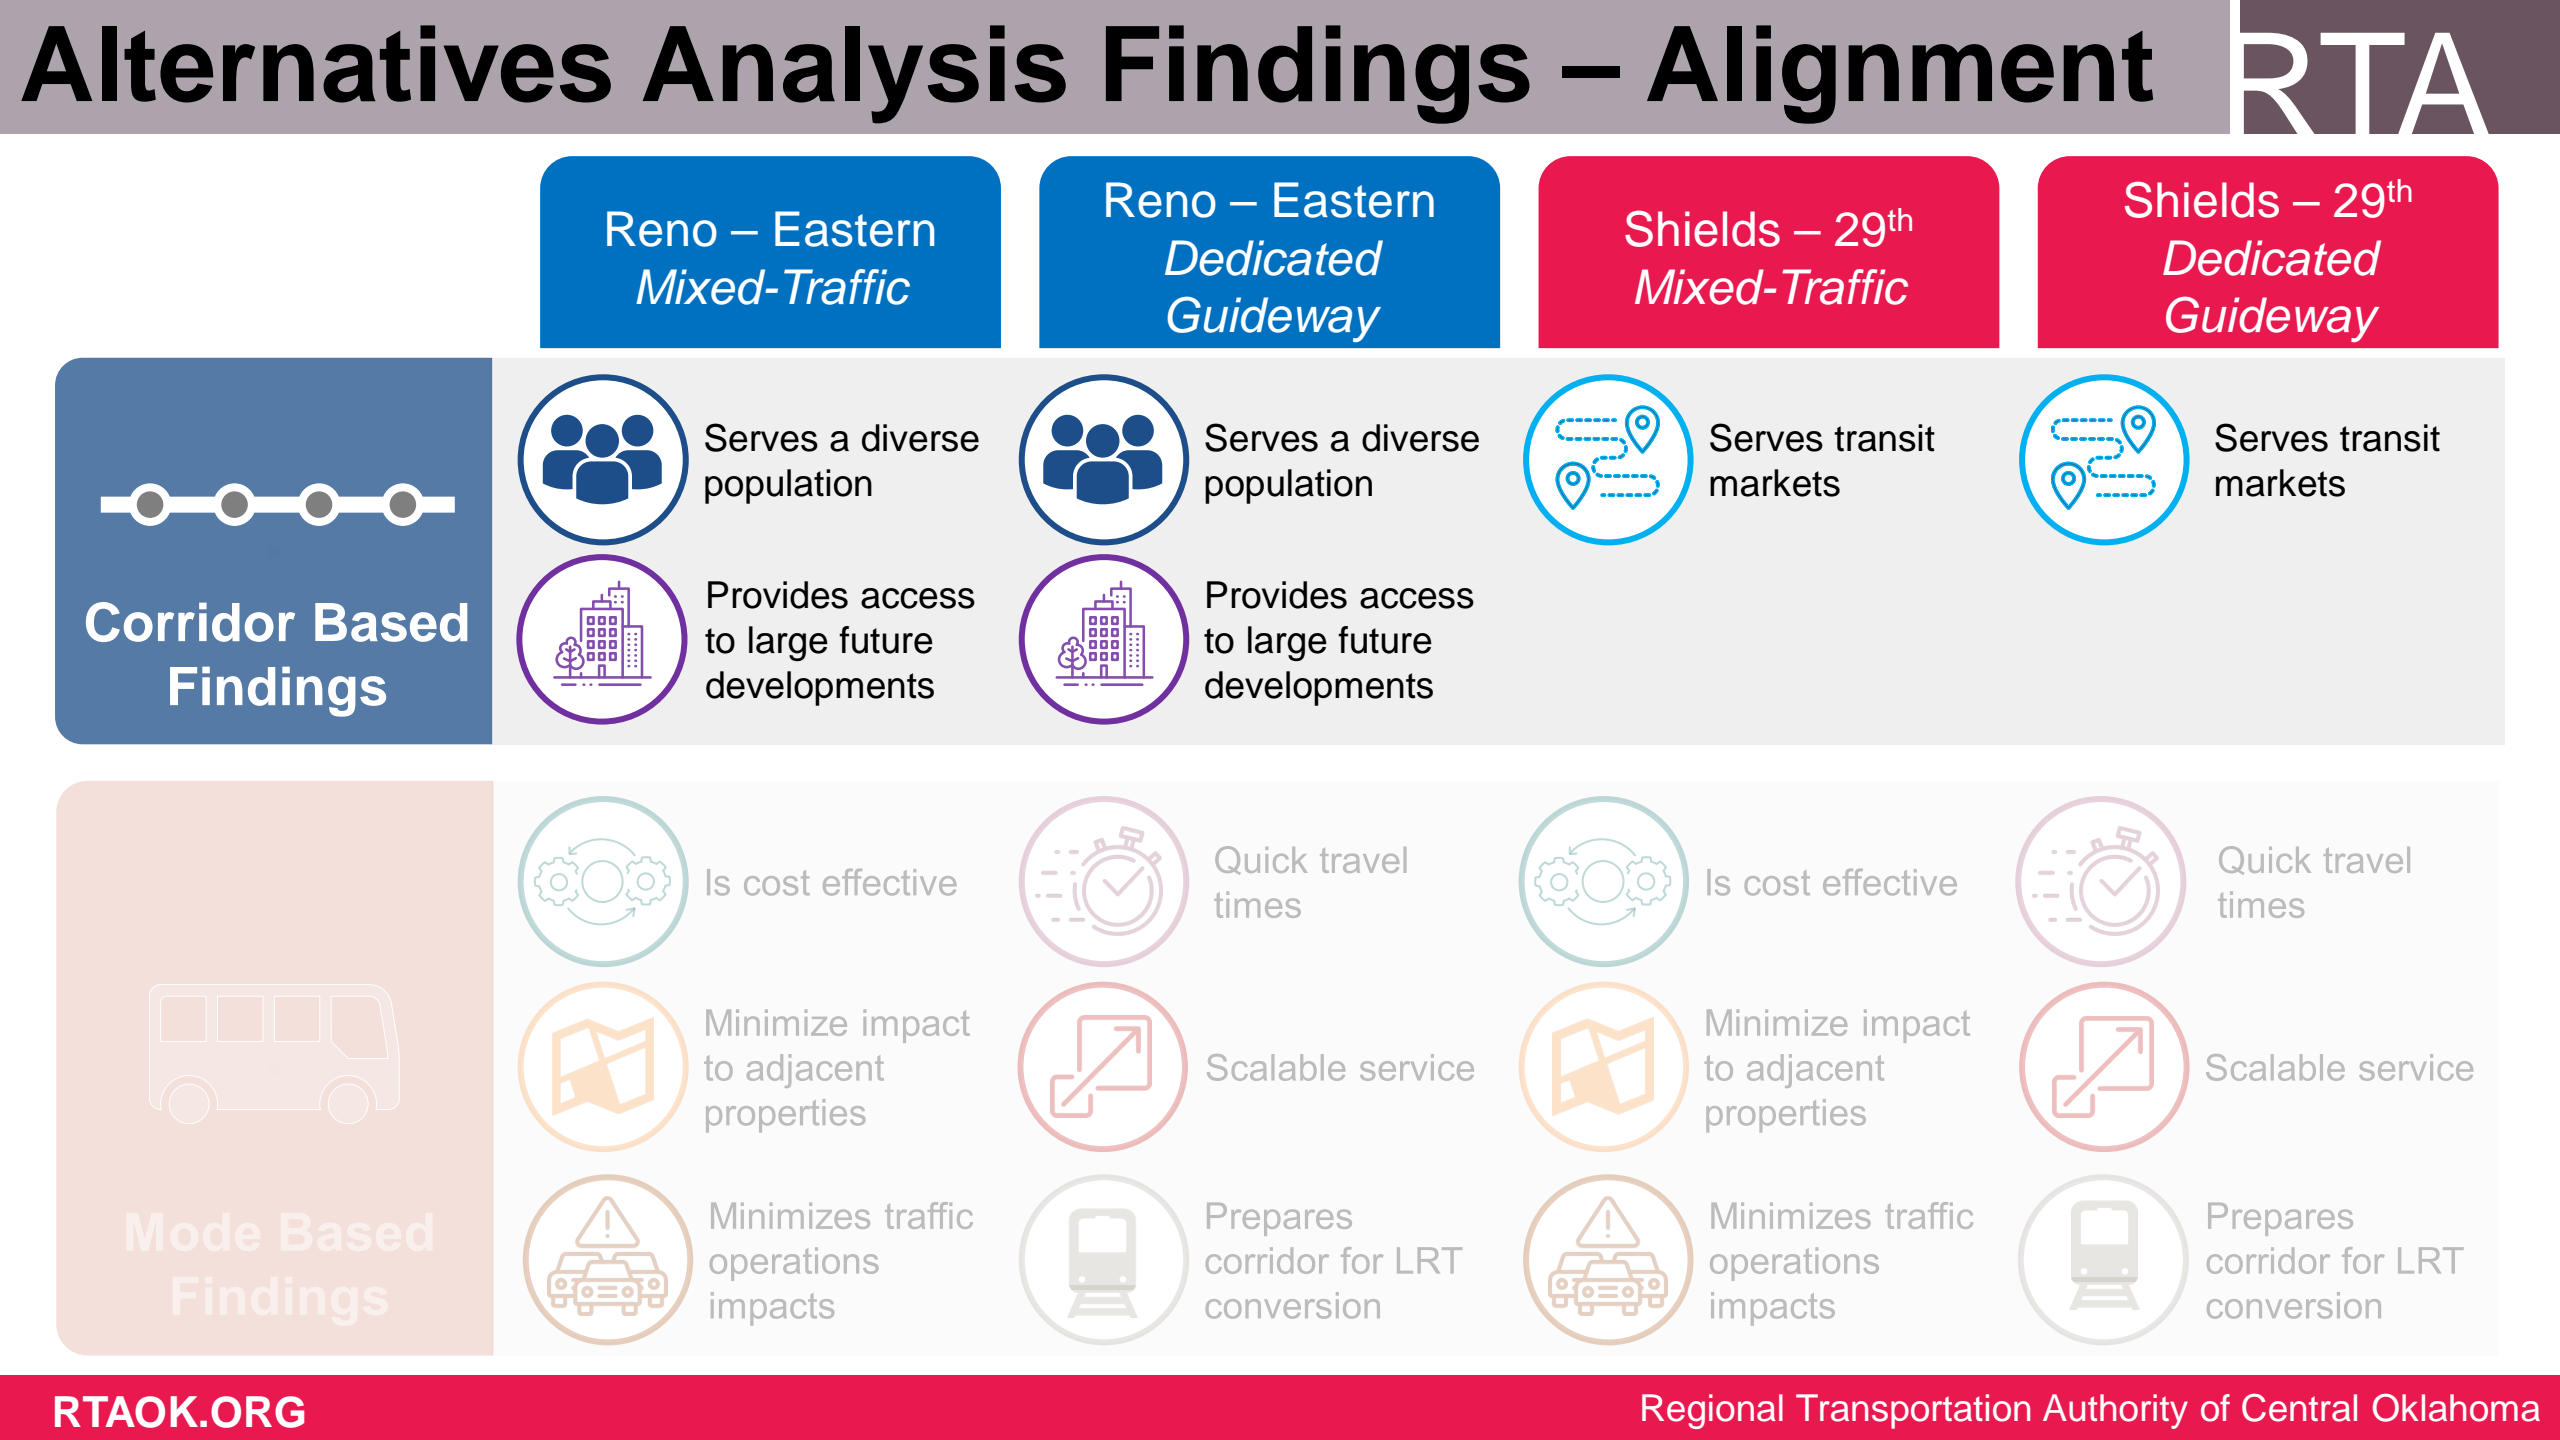 Alternatives Analysis Findings – Alignment
RTA
Reno – Eastern
Mixed-Traffic
Reno – Eastern
Dedicated
Guideway
Shields – 29th
Mixed-Traffic
Shields – 29th
Dedicated
Guideway
Corridor Based
Findings
Serves a diverse
population
Serves a diverse
population
Serves transit
markets
Serves transit
markets
Provides access
to large future
developments
Provides access
to large future
developments
Mode Based
Findings
Is cost effective
Quick travel
times
Is cost effective
Quick travel
times
Minimize impact
to adjacent
properties
Scalable service
Minimize impact
to adjacent
properties
Scalable service
Minimizes traffic
operations
impacts
Prepares
corridor for LRT
conversion
Minimizes traffic
operations
impacts
Prepares
corridor for LRT
conversion
RTAOK.ORG
Regional Transportation Authority of Central Oklahoma